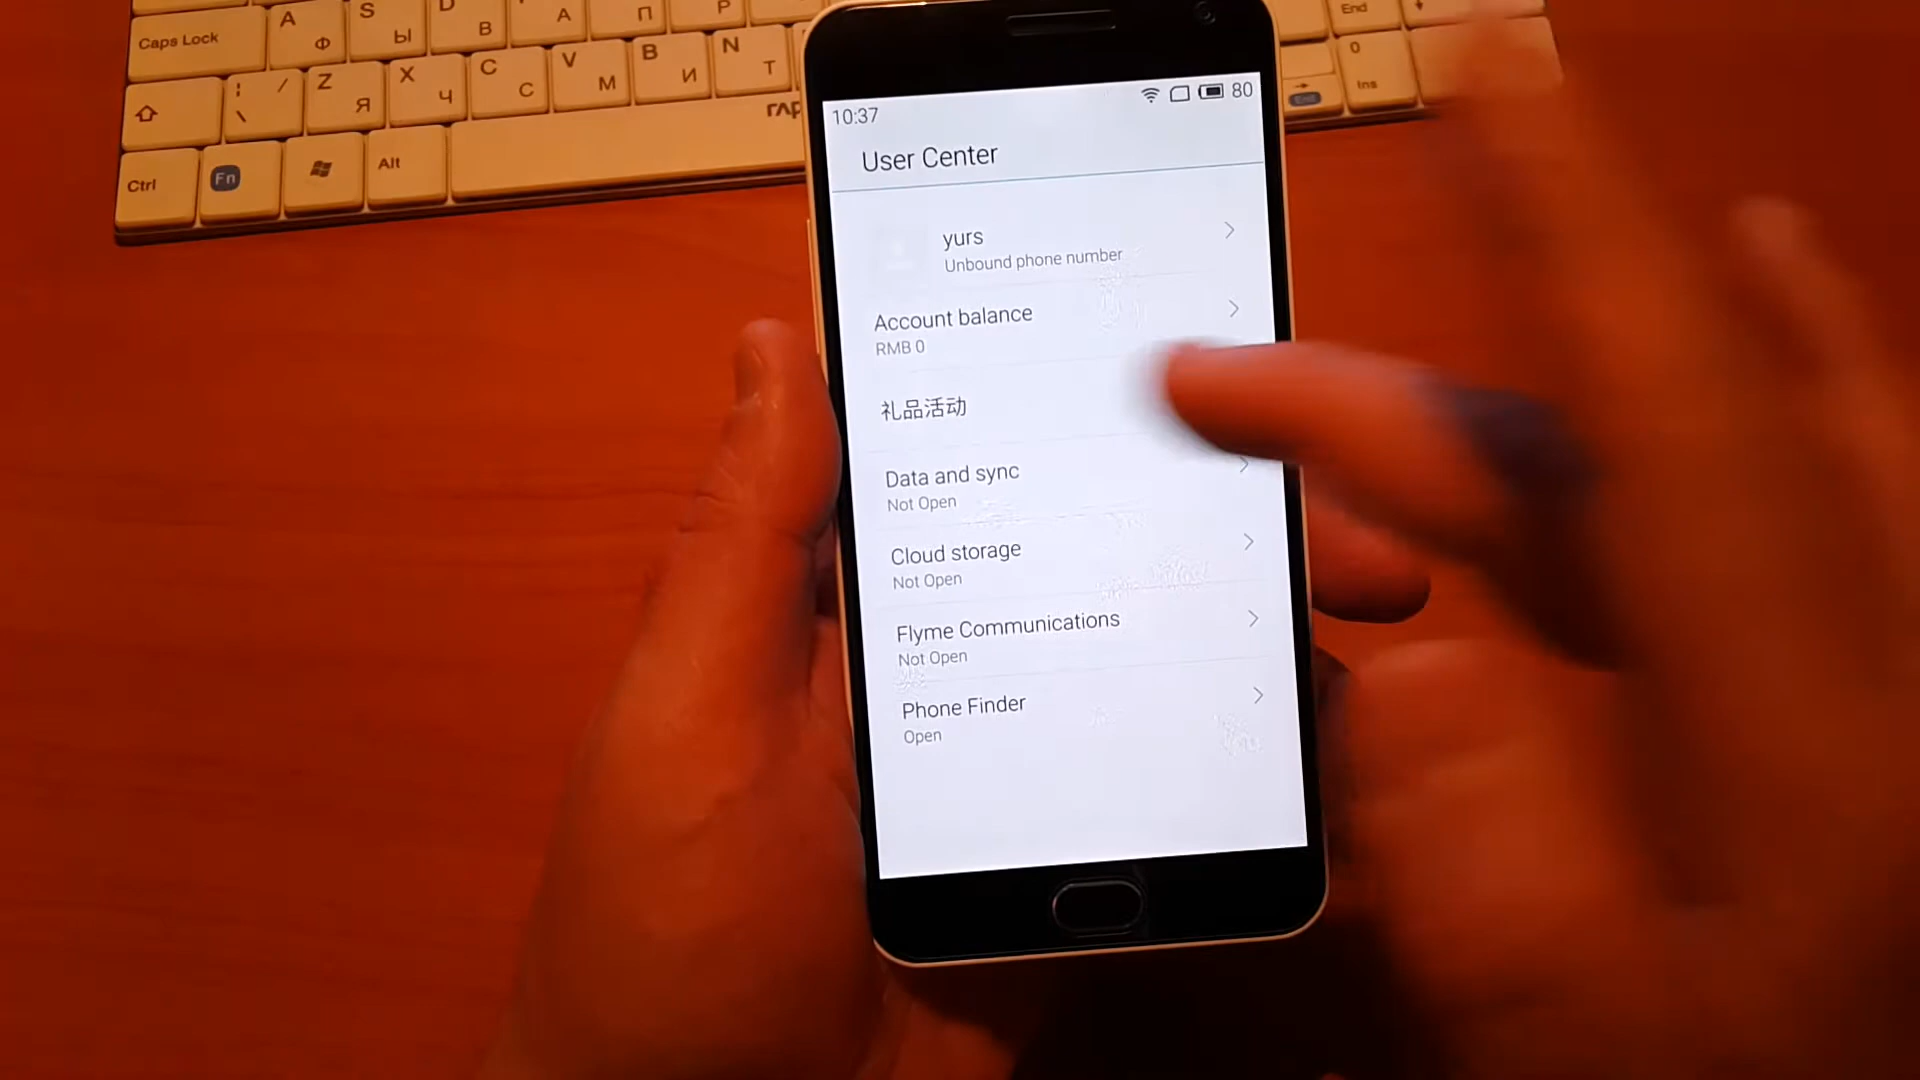 Caps Lock
A
Ф
S
Ы
В
А
П
Р
End
/
\
Z
Я
X
Ч
C
С
V
М
B
И
N
Т
0
Ins
End
Ctrl
Fn
Alt
10:37
80
User Center
yurs
Unbound phone number
Account balance
RMB 0
礼品活动
Data and sync
Not Open
Cloud storage
Not Open
Flyme Communications
Not Open
Phone Finder
Open